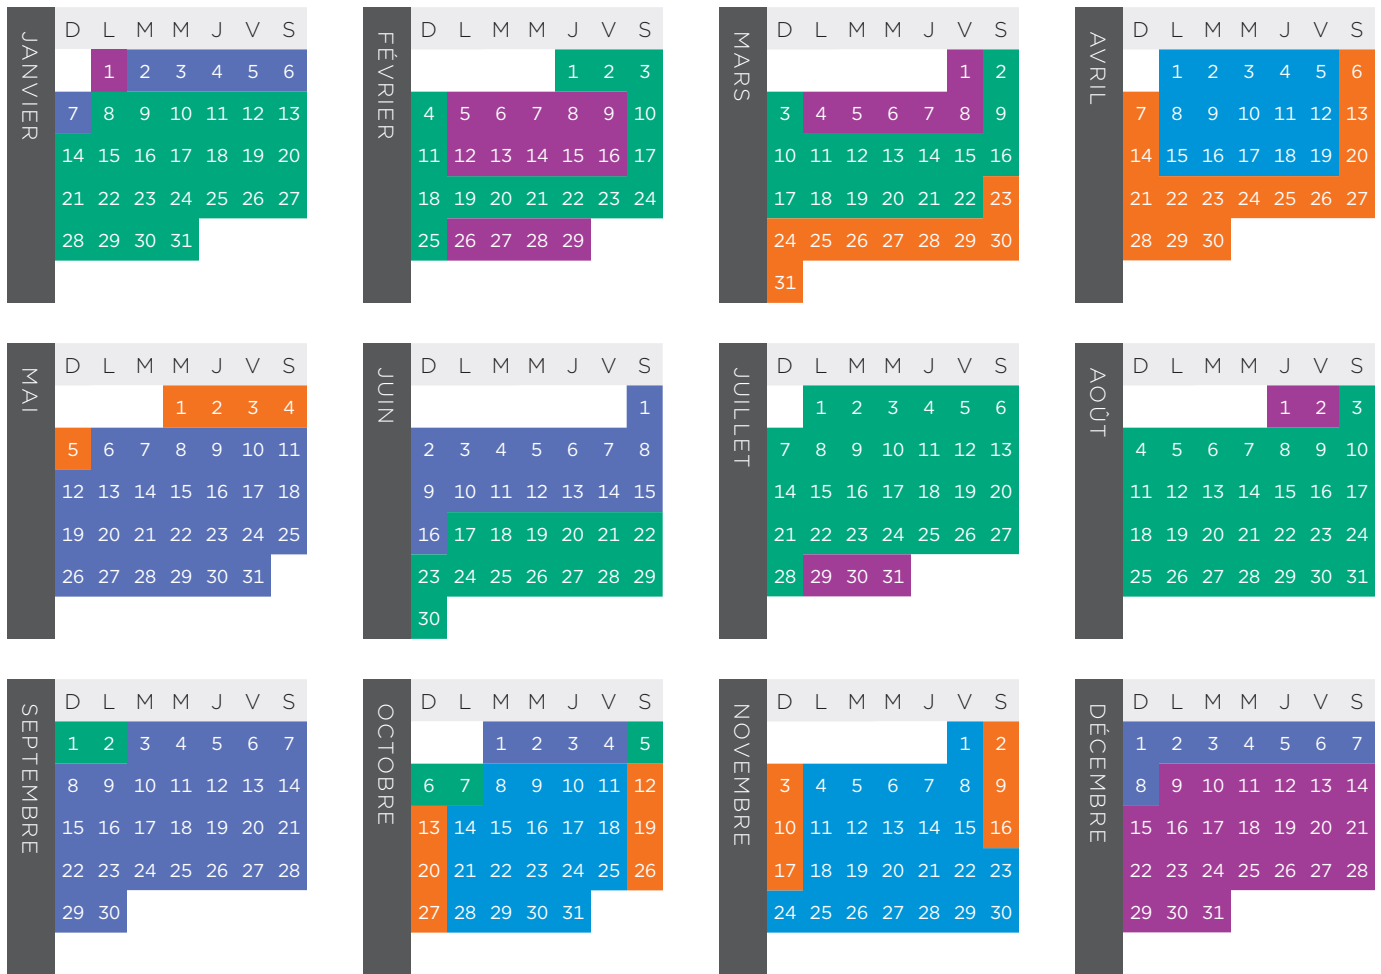 JANVIER
D L M M J V S
1 2 3 4 5 6
7 8 9 10 11 12 13
14 15 16 17 18 19 20
21 22 23 24 25 26 27
28 29 30 31
FÉVRIER
D L M M J V S
1 2 3
4 5 6 7 8 9 10
11 12 13 14 15 16 17
18 19 20 21 22 23 24
25 26 27 28 29
MARS
D L M M J V S
1 2
3 4 5 6 7 8 9
10 11 12 13 14 15 16
17 18 19 20 21 22 23
24 25 26 27 28 29 30
31
AVRIL
D L M M J V S
1 2 3 4 5 6
7 8 9 10 11 12 13
14 15 16 17 18 19 20
21 22 23 24 25 26 27
28 29 30
MAI
D L M M J V S
1 2 3 4
5 6 7 8 9 10 11
12 13 14 15 16 17 18
19 20 21 22 23 24 25
26 27 28 29 30 31
JUIN
D L M M J V S
1
2 3 4 5 6 7 8
9 10 11 12 13 14 15
16 17 18 19 20 21 22
23 24 25 26 27 28 29
30
JUILLET
D L M M J V S
1 2 3 4 5 6
7 8 9 10 11 12 13
14 15 16 17 18 19 20
21 22 23 24 25 26 27
28 29 30 31
AOÛT
D L M M J V S
1 2 3
4 5 6 7 8 9 10
11 12 13 14 15 16 17
18 19 20 21 22 23 24
25 26 27 28 29 30 31
SEPTEMBRE
D L M M J V S
1 2 3 4 5 6 7
8 9 10 11 12 13 14
15 16 17 18 19 20 21
22 23 24 25 26 27 28
29 30
OCTOBRE
D L M M J V S
1 2 3 4 5
6 7 8 9 10 11 12
13 14 15 16 17 18 19
20 21 22 23 24 25 26
27 28 29 30 31
NOVEMBRE
D L M M J V S
1 2
3 4 5 6 7 8 9
10 11 12 13 14 15 16
17 18 19 20 21 22 23
24 25 26 27 28 29 30
DÉCEMBRE
D L M M J V S
1 2 3 4 5 6 7
8 9 10 11 12 13 14
15 16 17 18 19 20 21
22 23 24 25 26 27 28
29 30 31